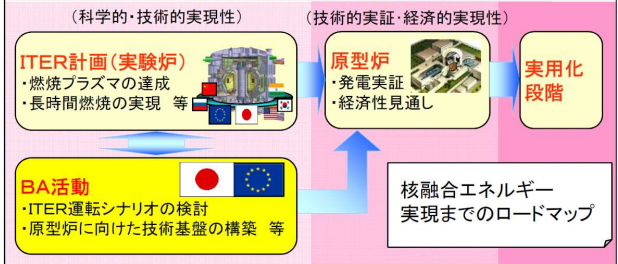 (科学的・技術的実現性)
(技術的実証・経済的実現性)
ITER計画(実験炉)
・燃焼プラズマの達成
・長時間燃焼の実現 等
原型炉
・発電実証
・経済性見通し
実用化
段階
BA活動
・ITER運転シナリオの検討
・原型炉に向けた技術基盤の構築 等
核融合エネルギー
実現までのロードマップ